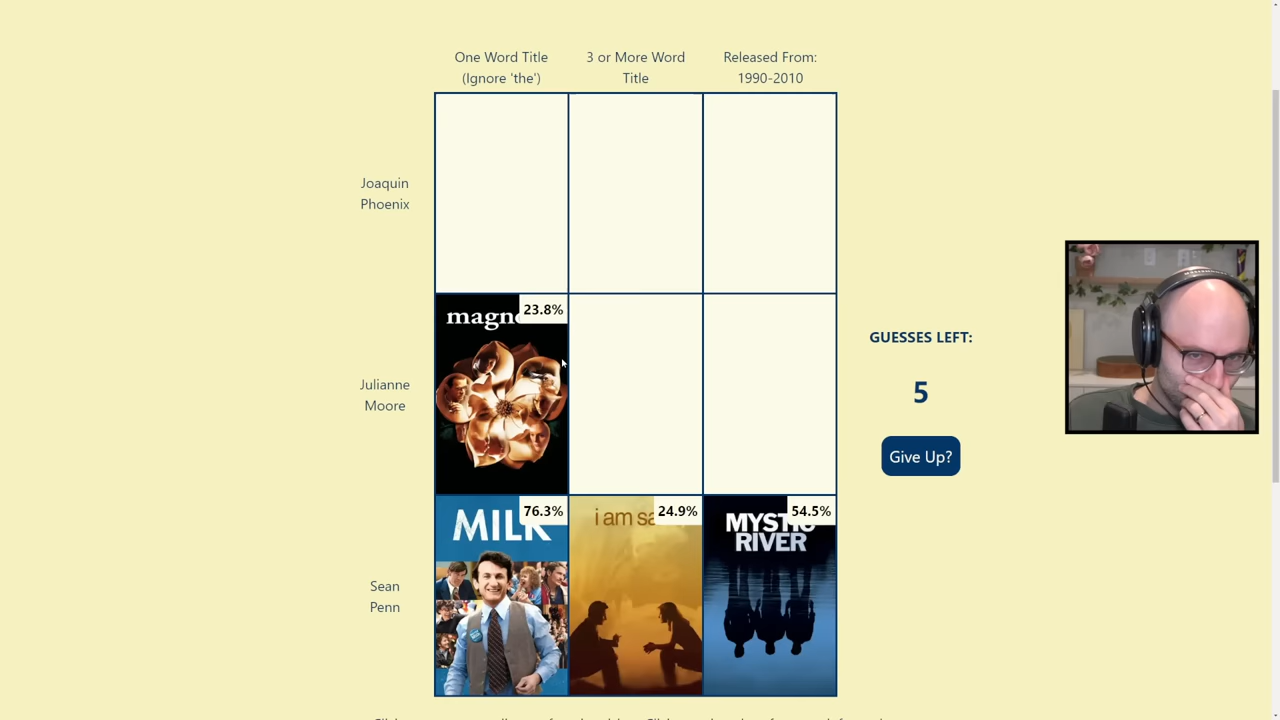 One Word Title
(Ignore 'the')
3 or More Word
Title
Released From:
1990-2010
Joaquin
Phoenix
Julianne
Moore
magn
23.8%
Sean
Penn
MILK
76.3%
i am sa
24.9%
MYSTIC
RIVER
54.5%
GUESSES LEFT:
5
Give Up?